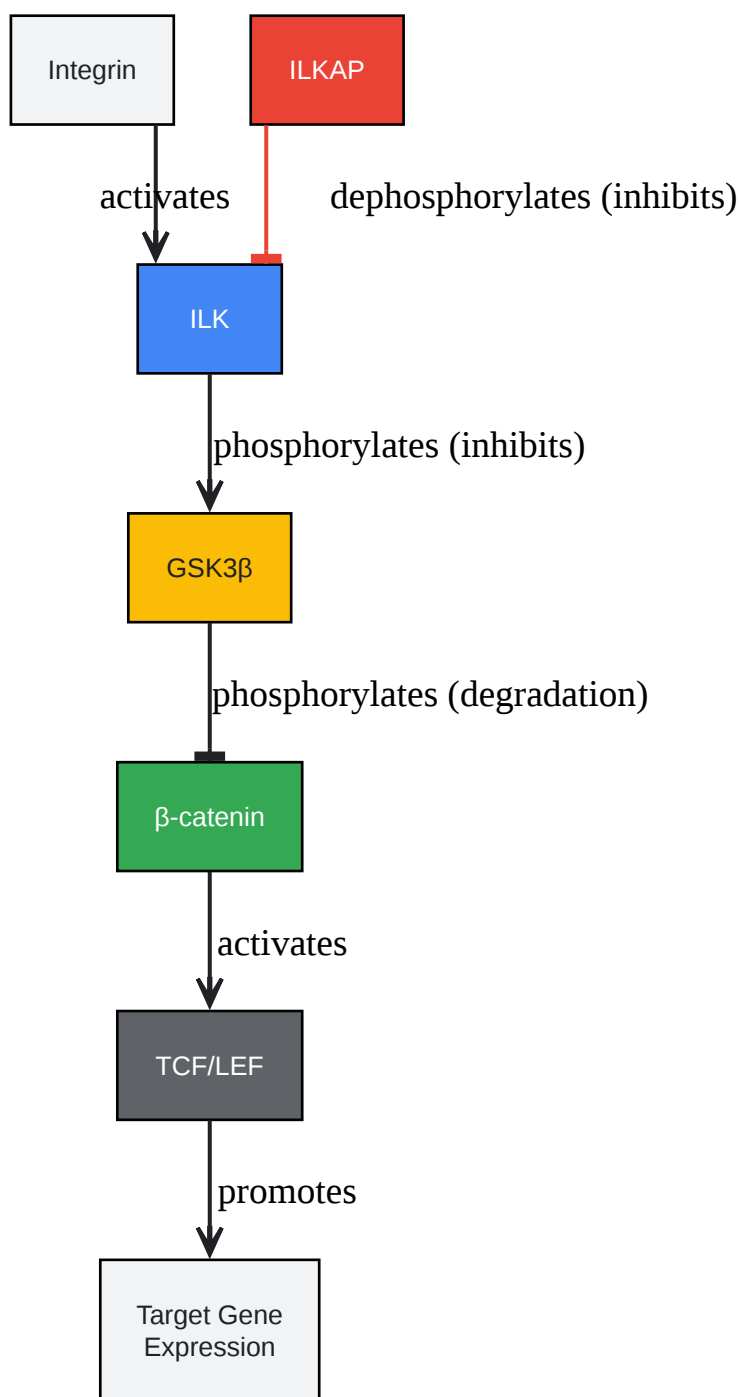 Integrin
ILKAP
activates
dephosphorylates (inhibits)
ILK
phosphorylates (inhibits)
GSK3β
phosphorylates (degradation)
β-catenin
activates
TCF/LEF
promotes
Target Gene
Expression